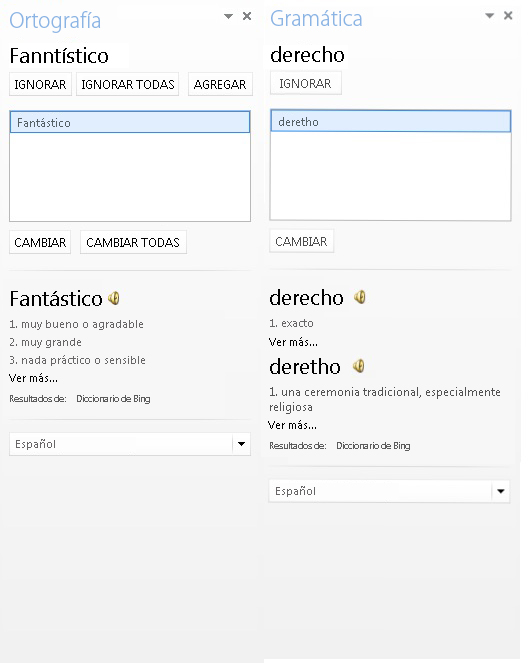 Ortografía
Fanntístico
IGNORAR IGNORAR TODAS AGREGAR
Fantástico
CAMBIAR CAMBIAR TODAS
Fantástico
1. muy bueno o agradable
2. muy grande
3. nada práctico o sensible
Ver más...
Resultados de: Diccionario de Bing
Español
Gramática
derecho
IGNORAR
deretho
CAMBIAR
derecho
1. exacto
Ver más...
deretho
1. una ceremonia tradicional, especialmente
religiosa
Ver más...
Resultados de: Diccionario de Bing
Español